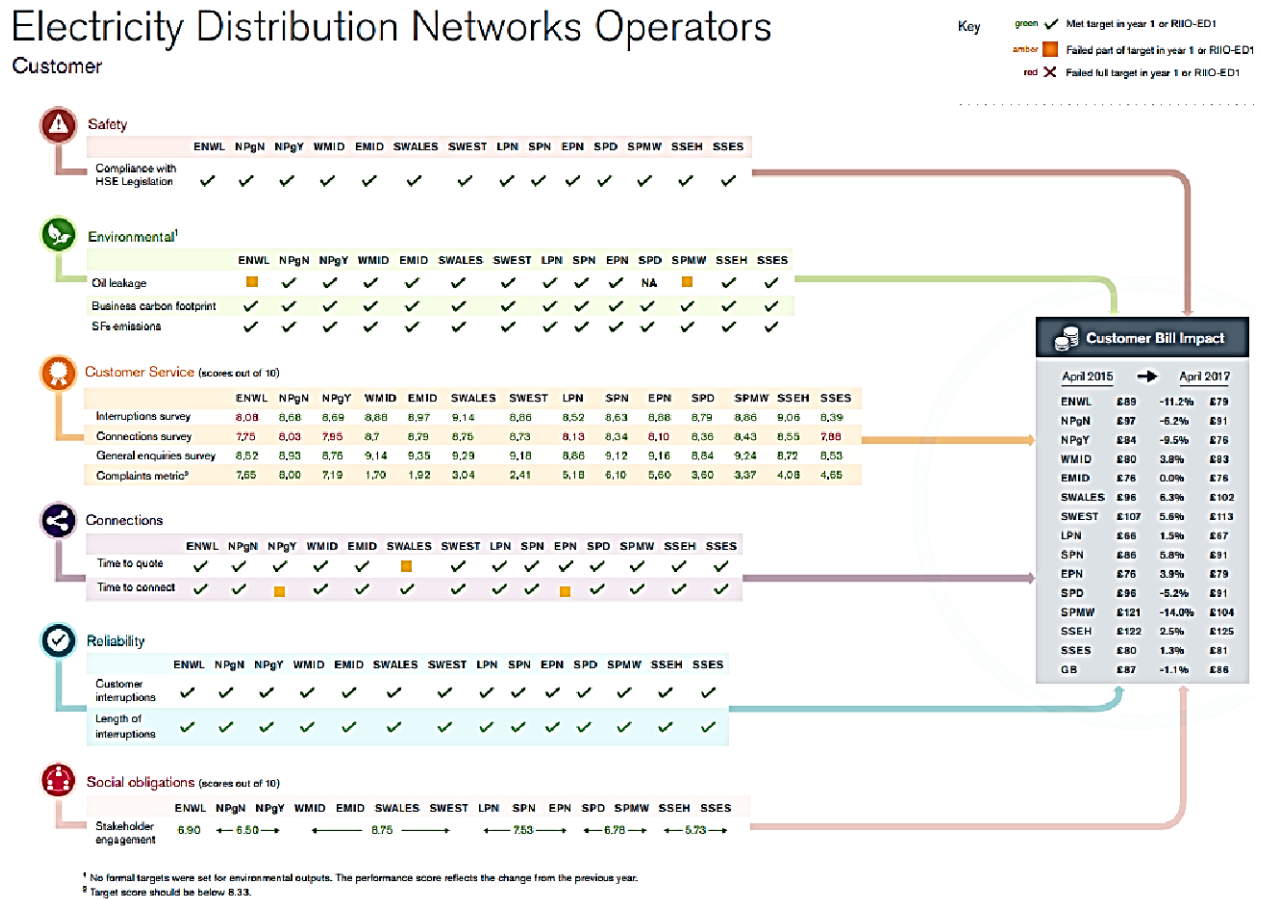 Electricity Distribution Networks Operators
Customer
Key
green Met target in year 1 or RIIO-ED1
amber Failed part of target in year 1 or RIIO-ED1
red Failed full target in year 1 or RIIO-ED1
Safety
ENWL NPgN NPgY WMID EMID SWALES SWEST LPN SPN EPN SPD SPMW SSEH SSES
Compliance with
HSE Legislation
Environmental¹
ENWL NPgN NPgY WMID EMID SWALES SWEST LPN SPN EPN SPD SPMW SSEH SSES
Oil leakage NA
Business carbon footprint
SF₆ emissions
Customer Service (scores out of 10)
ENWL NPgN NPgY WMID EMID SWALES SWEST LPN SPN EPN SPD SPMW SSEH SSES
Interruptions survey 8,08 8,68 8,69 8,88 8,97 9,14 8,86 8,52 8,63 8,88 8,79 8,86 9,06 8,39
Connections survey 7,75 8,03 7,95 8,7 8,79 8,75 8,73 8,13 8,34 8,10 8,36 8,43 8,55 7,88
General enquiries survey 8,52 8,93 8,76 9,14 9,35 9,29 9,18 8,86 9,12 9,16 8,84 9,24 8,72 8,53
Complaints metric² 7,65 8,00 7,19 1,70 1,92 3,04 2,41 5,18 6,10 5,60 3,60 3,37 4,08 4,65
Connections
ENWL NPgN NPgY WMID EMID SWALES SWEST LPN SPN EPN SPD SPMW SSEH SSES
Time to quote
Time to connect
Reliability
ENWL NPgN NPgY WMID EMID SWALES SWEST LPN SPN EPN SPD SPMW SSEH SSES
Customer
interruptions
Length of
interruptions
Social obligations (scores out of 10)
ENWL NPgN NPgY WMID EMID SWALES SWEST LPN SPN EPN SPD SPMW SSEH SSES
Stakeholder
engagement 6.90 6.50 8.75 7.53 6.78 5.73
Customer Bill Impact
April 2015 April 2017
ENWL £89 -11.2% £79
NPgN £97 -6.2% £91
NPgY £84 -9.5% £76
WMID £80 3.8% £83
EMID £76 0.0% £76
SWALES £96 6.3% £102
SWEST £107 5.6% £113
LPN £66 1.5% £67
SPN £86 5.8% £91
EPN £76 3.9% £79
SPD £96 -5.2% £91
SPMW £121 -14.0% £104
SSEH £122 2.5% £125
SSES £80 1.3% £81
GB £87 -1.1% £86
¹ No formal targets were set for environmental outputs. The performance score reflects the change from the previous year.
² Target score should be below 8.33.